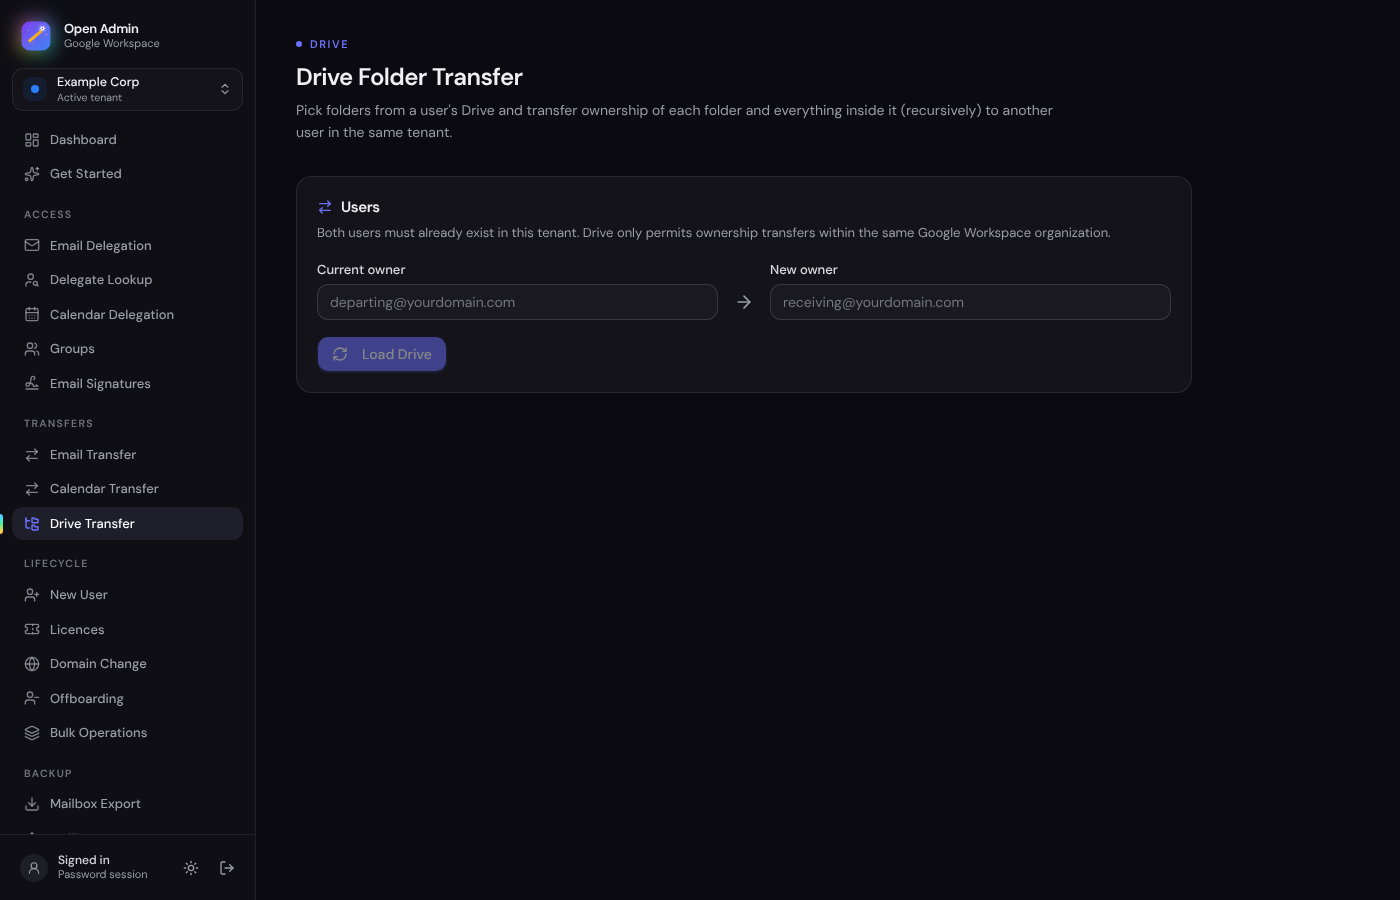 Open Admin
Google Workspace
Example Corp
Active tenant
Dashboard
Get Started
ACCESS
Email Delegation
Delegate Lookup
Calendar Delegation
Groups
Email Signatures
TRANSFERS
Email Transfer
Calendar Transfer
Drive Transfer
LIFECYCLE
New User
Licences
Domain Change
Offboarding
Bulk Operations
BACKUP
Mailbox Export
Signed in
Password session
DRIVE
Drive Folder Transfer
Pick folders from a user's Drive and transfer ownership of each folder and everything inside it (recursively) to another
user in the same tenant.
Users
Both users must already exist in this tenant. Drive only permits ownership transfers within the same Google Workspace organization.
Current owner
New owner
departing@yourdomain.com
receiving@yourdomain.com
Load Drive